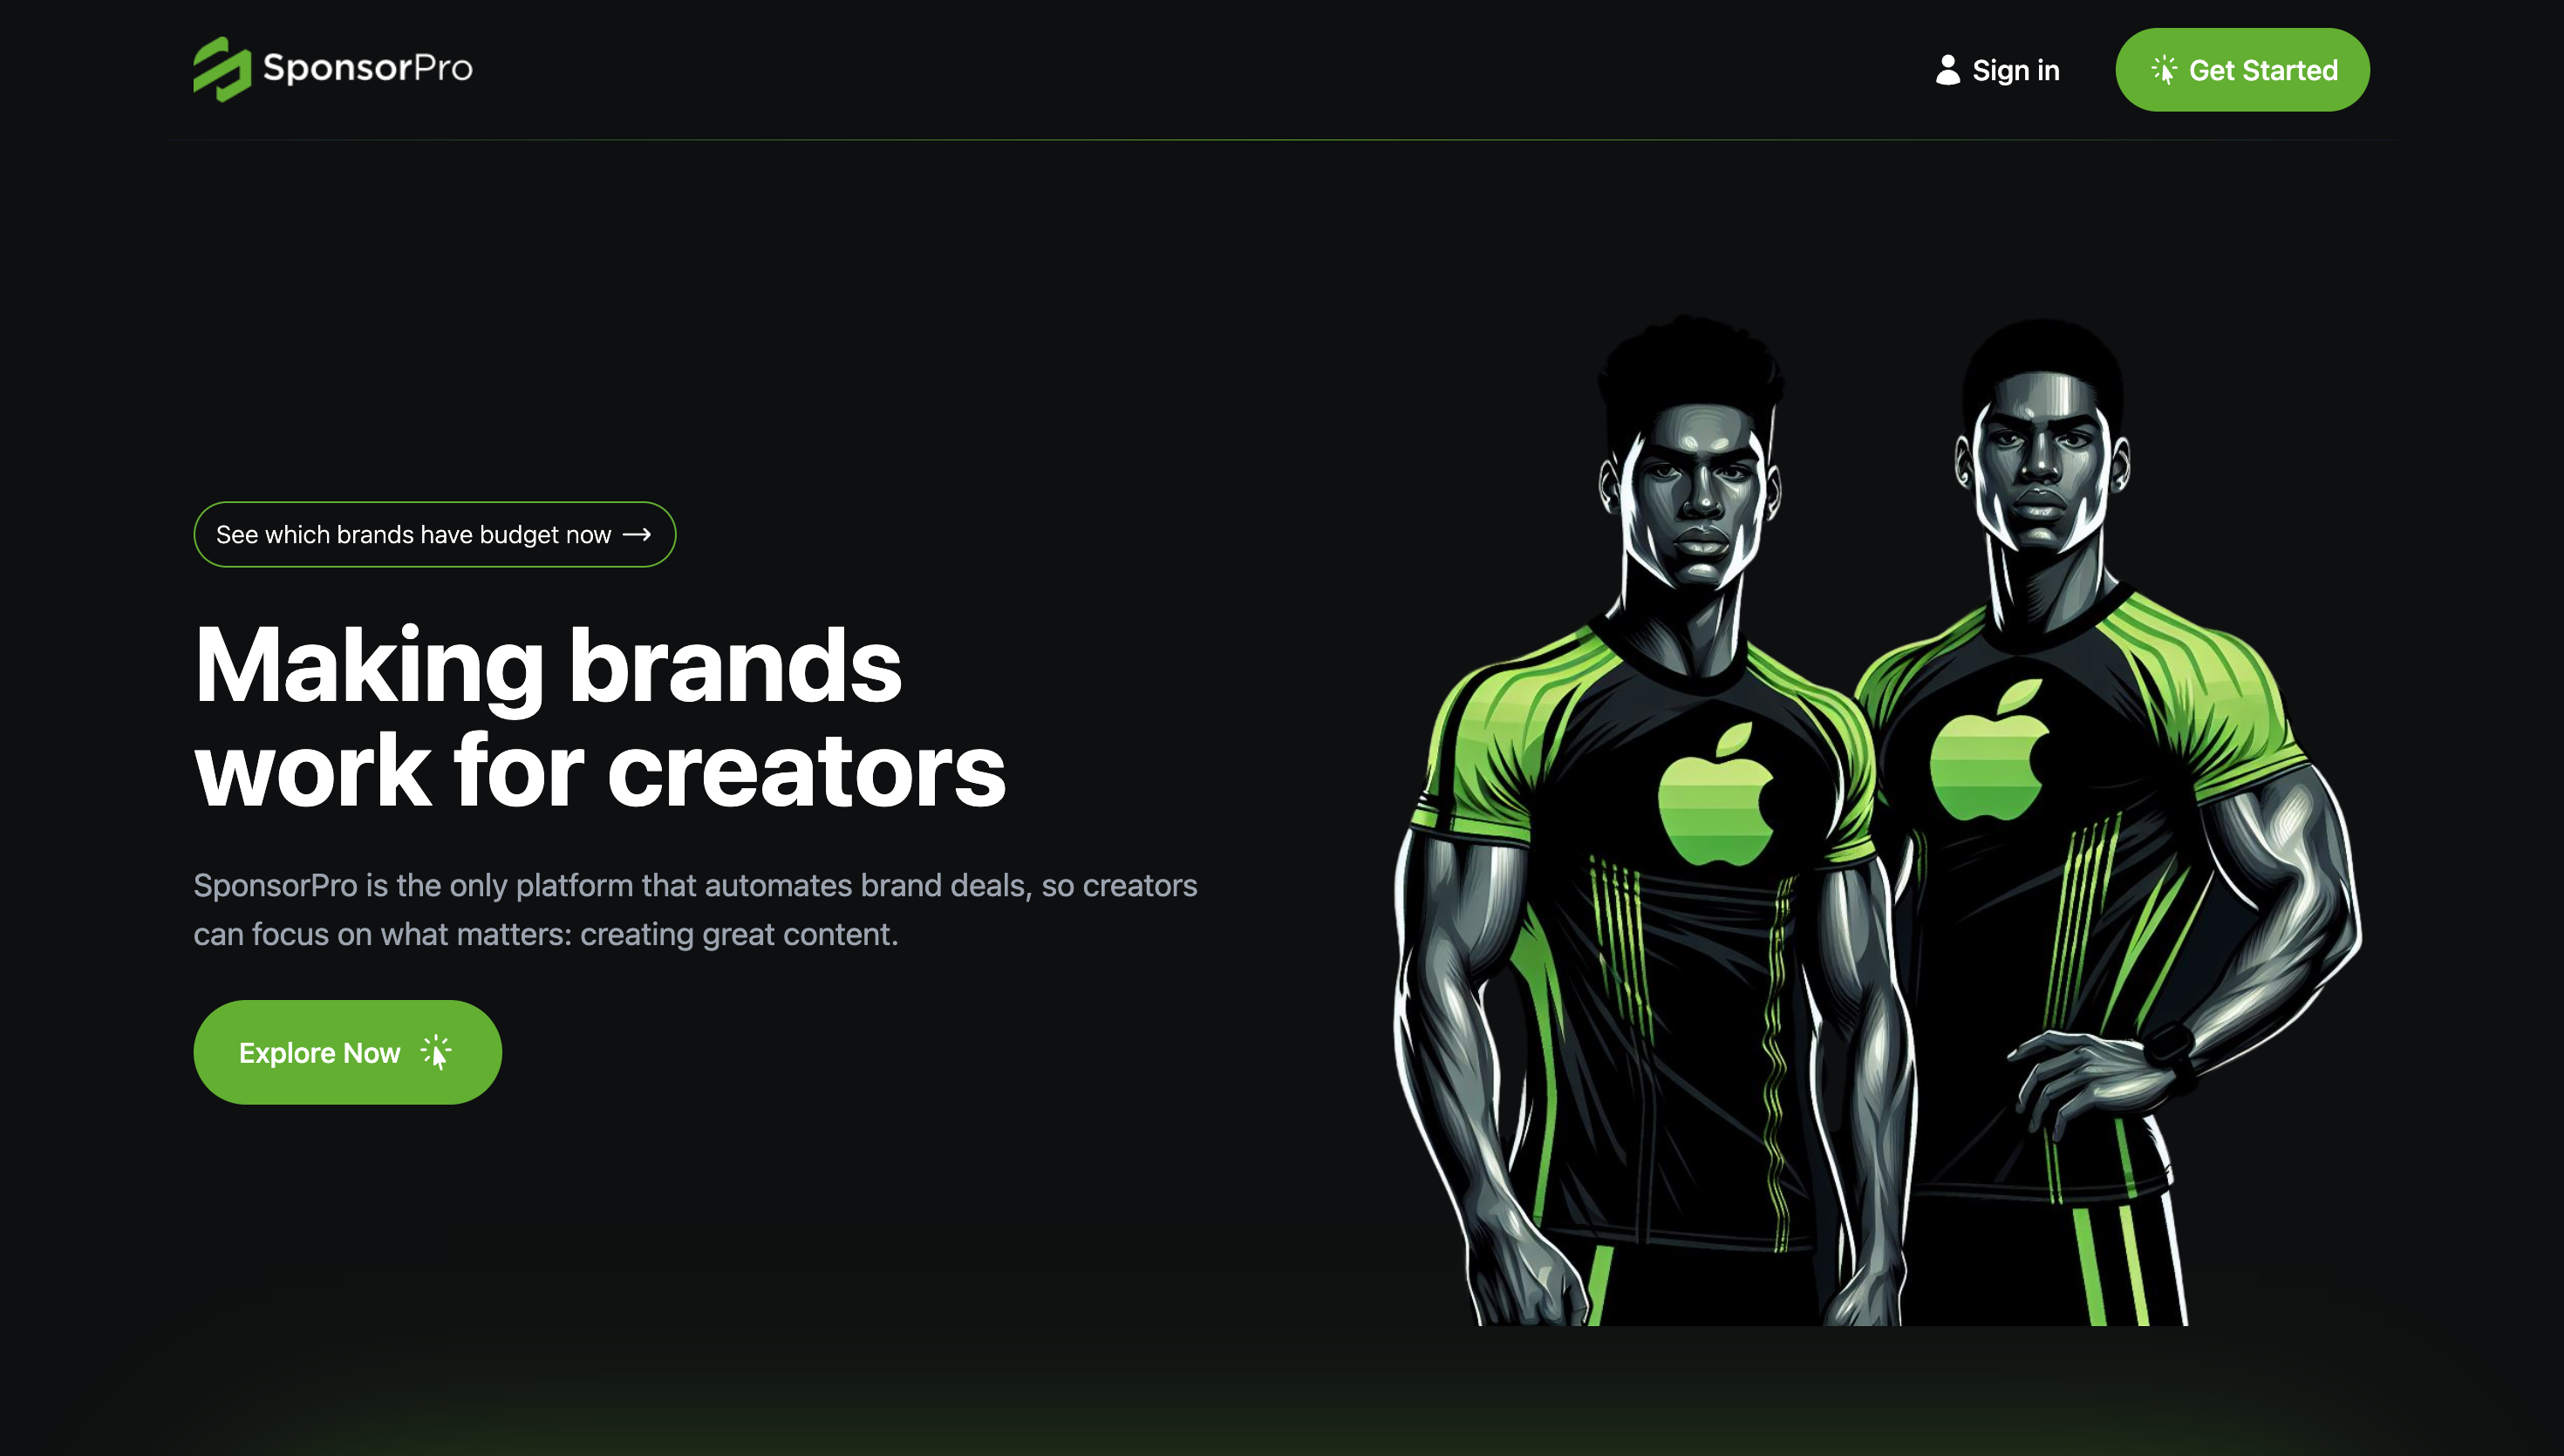 SponsorPro
Sign in
Get Started
See which brands have budget now
Making brands
work for creators
SponsorPro is the only platform that automates brand deals, so creators
can focus on what matters: creating great content.
Explore Now